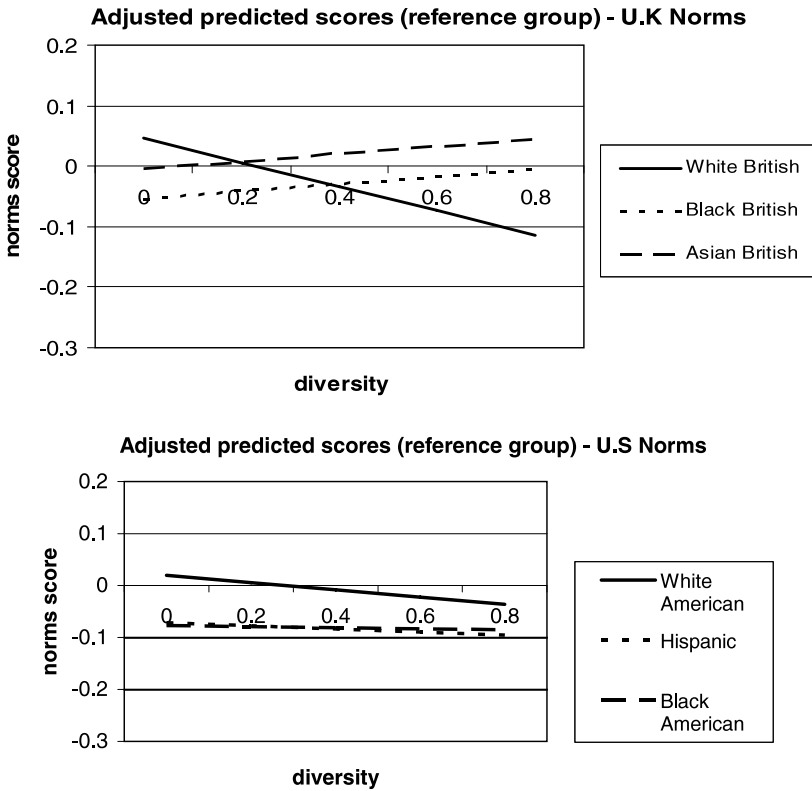 Adjusted predicted scores (reference group) - U.K Norms
0.2
0.1
0
-0.1
-0.2
-0.3
norms score
0 0.2 0.4 0.6 0.8
diversity
White British
Black British
Asian British
Adjusted predicted scores (reference group) - U.S Norms
0.2
0.1
0
-0.1
-0.2
-0.3
norms score
0 0.2 0.4 0.6 0.8
diversity
White
American
Hispanic
Black
American